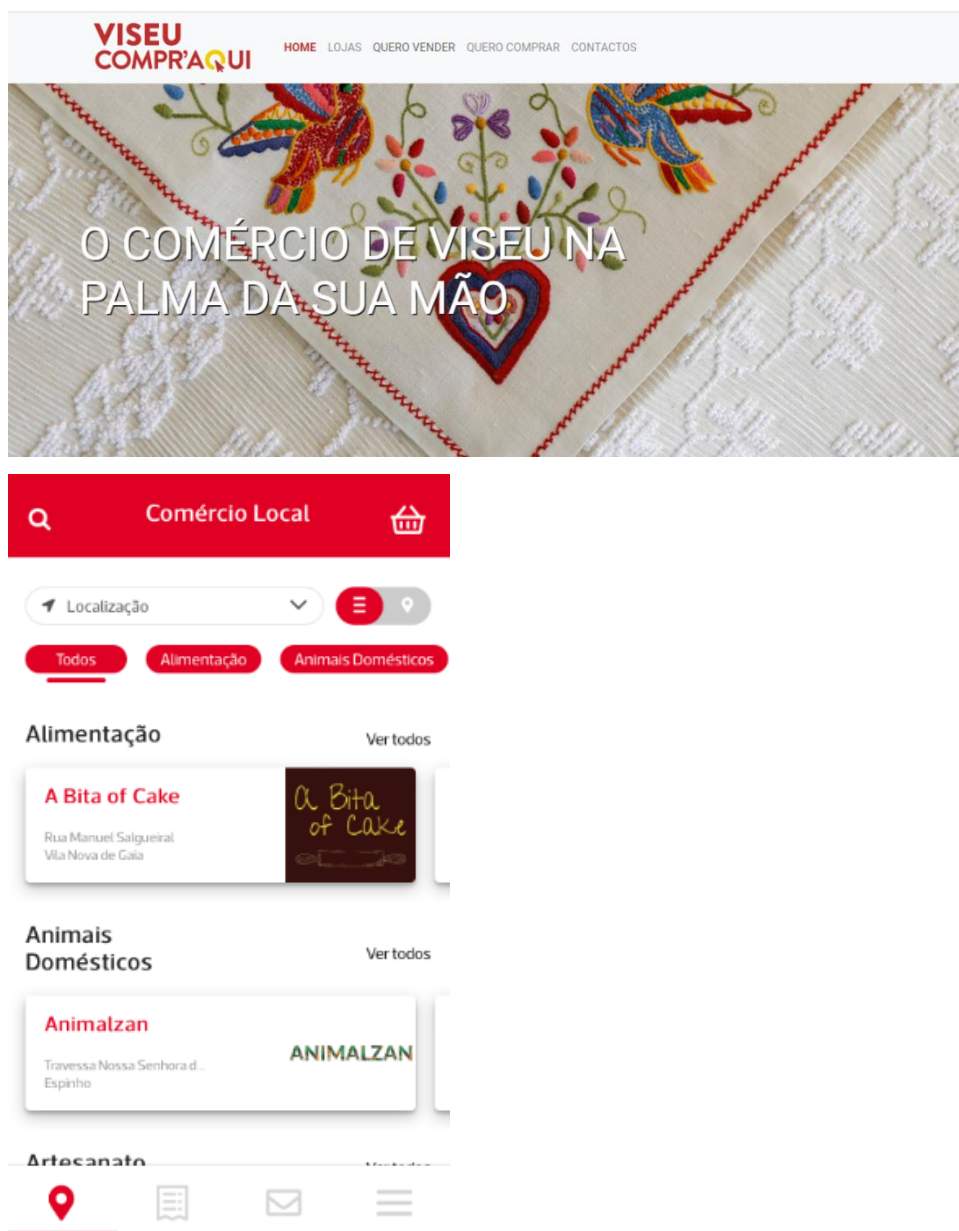 VISEU
COMPR'AQUI
HOME LOJAS QUERO VENDER QUERO COMPRAR CONTACTOS
O COMÉRCIO DE VISEU NA
PALMA DA SUA MÃO
Comércio Local
Localização
Todos Alimentação Animais Domésticos
Alimentação
Ver todos
A Bita of Cake
Rua Manuel Salgueiral
Vila Nova de Gaia
a Bita
of Cake
Animais
Domésticos
Ver todos
Animalzan
Travessa Nossa Senhora d...
Espinho
ANIMALZAN
Artesanato
Ver todos